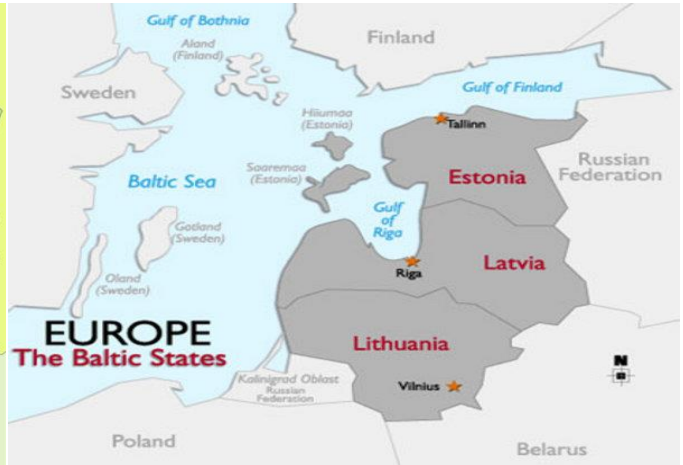 Gulf of Bothnia
Aland
(Finland)
Finland
Sweden
Gulf of Finland
Hiiumaa
(Estonia)
Tallinn
Russian
Federation
Saaremaa
(Estonia)
Estonia
Baltic Sea
Gulf
of
Riga
Gotland
(Sweden)
Oland
(Sweden)
Riga
Latvia
EUROPE
The Baltic States
Lithuania
Kalinigrad Oblast
Russian
Federation
Vilnius
N
Poland
Belarus